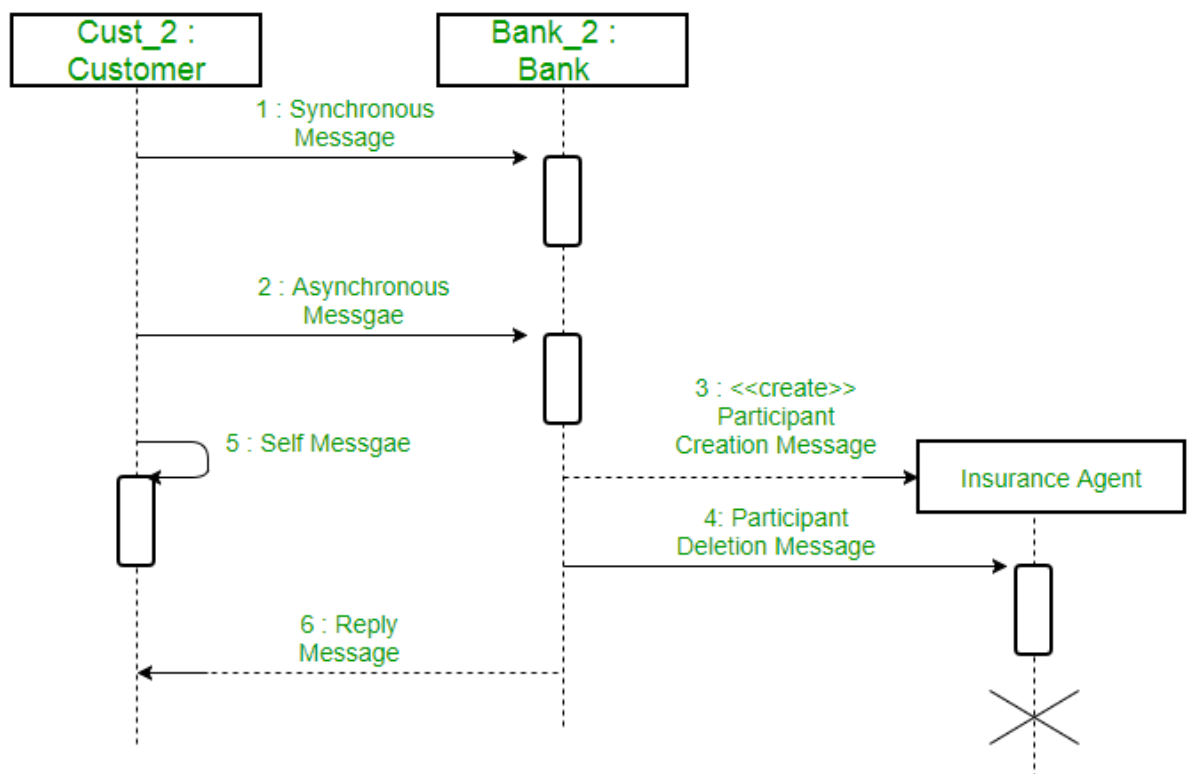 Cust_2 :
Customer
Bank_2 :
Bank
1 : Synchronous
Message
2 : Asynchronous
Messgae
3 : <<create>>
Participant
Creation Message
5 : Self Messgae
Insurance Agent
4: Participant
Deletion Message
6 : Reply
Message